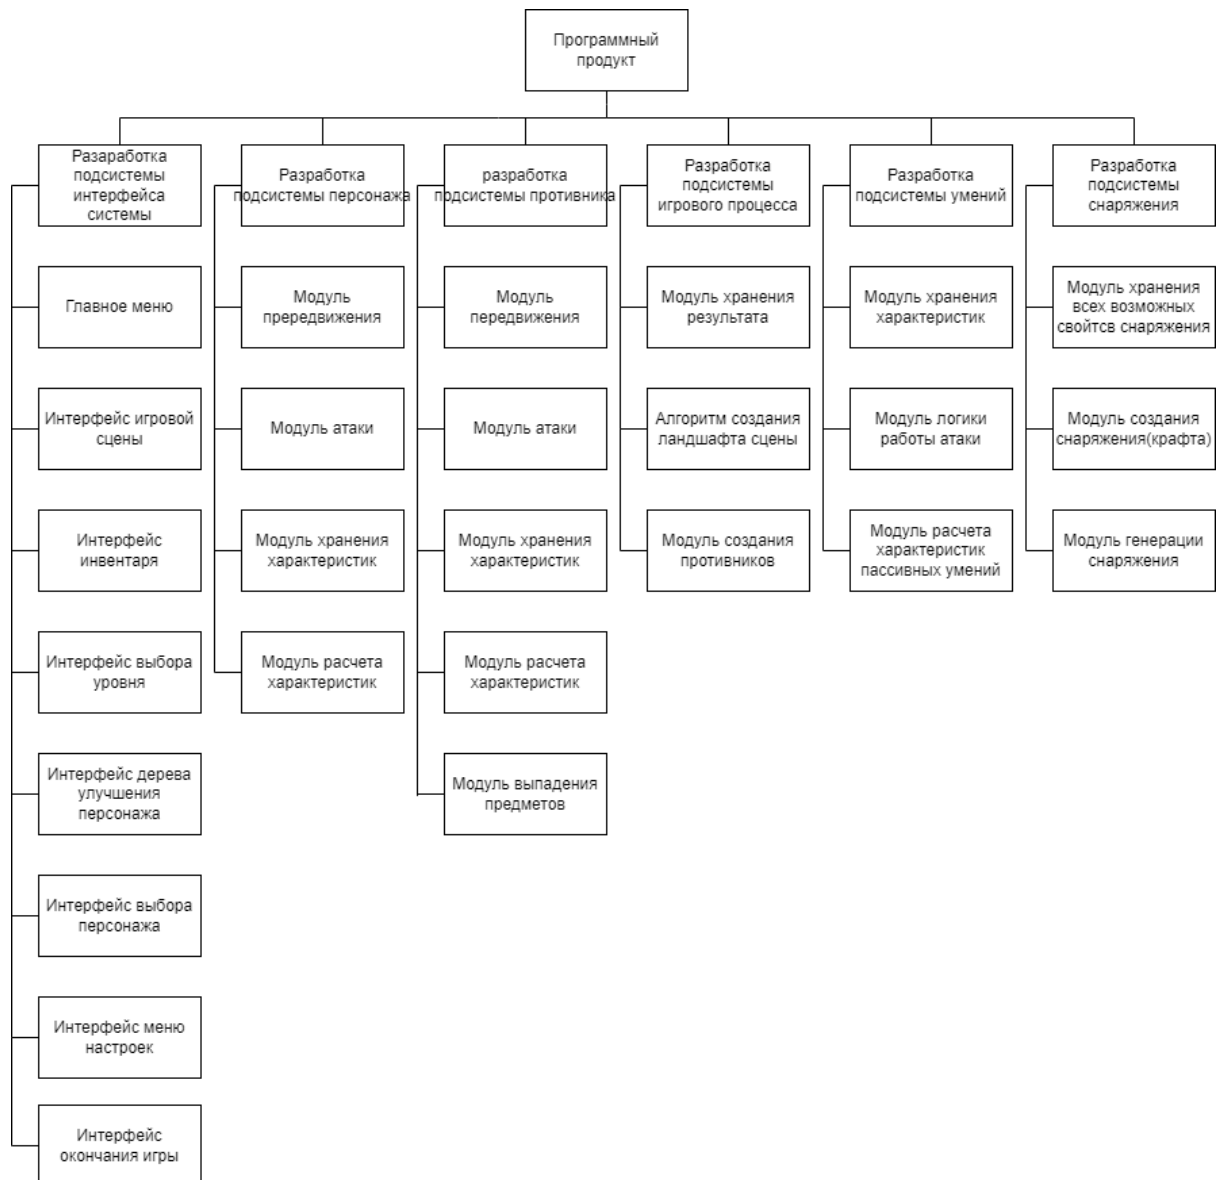 Программный
продукт
Разаработка
подсистемы
интерфейса
системы
Разработка
подсистемы персонажа
разработка
подсистемы противника
Разработка
подсистемы
игрового процесса
Разработка
подсистемы умений
Разработка
подсистемы
снаряжения
Главное меню
Модуль
прередвижения
Модуль
передвижения
Модуль хранения
результата
Модуль хранения
характеристик
Модуль хранения
всех возможных
свойтсв снаряжения
Интерфейс игровой
сцены
Модуль атаки
Модуль атаки
Алгоритм создания
ландшафта сцены
Модуль логики
работы атаки
Модуль создания
снаряжения(крафта)
Интерфейс
инвентаря
Модуль хранения
характеристик
Модуль хранения
характеристик
Модуль создания
противников
Модуль расчета
характеристик
пассивных умений
Модуль генерации
снаряжения
Интерфейс выбора
уровня
Модуль расчета
характеристик
Модуль расчета
характеристик
Интерфейс дерева
улучшения
персонажа
Модуль выпадения
предметов
Интерфейс выбора
персонажа
Интерфейс меню
настроек
Интерфейс
окончания игры